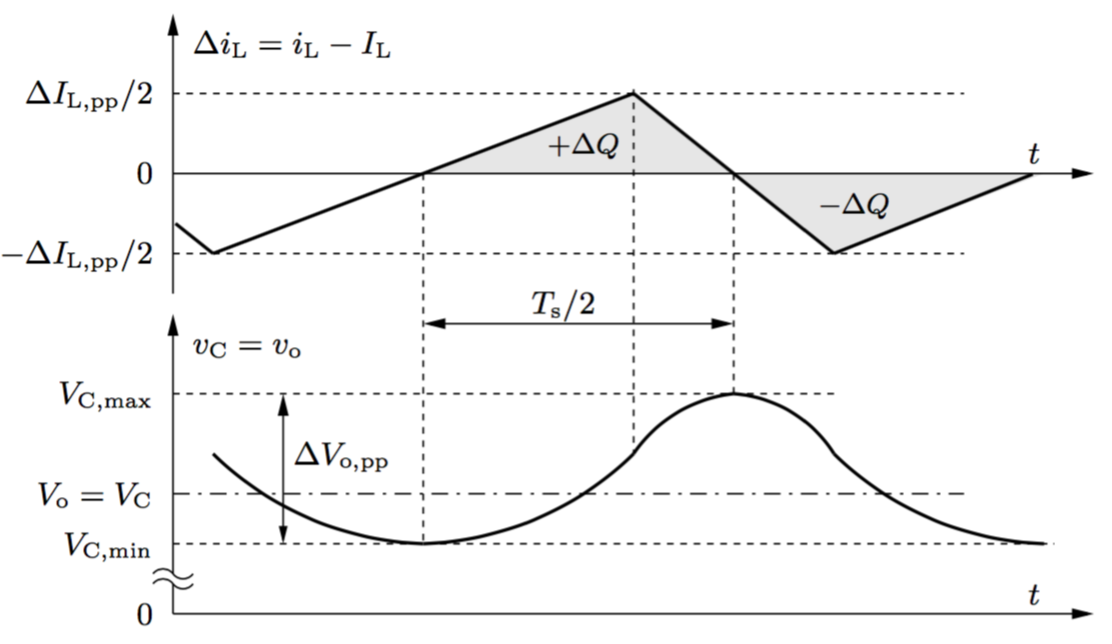 Δi_L = i_L − I_L
ΔI_L,pp/2
+ΔQ
t
0
−ΔQ
−ΔI_L,pp/2
T_s/2
v_C = v_o
V_C,max
ΔV_o,pp
V_o = V_C
V_C,min
t
0